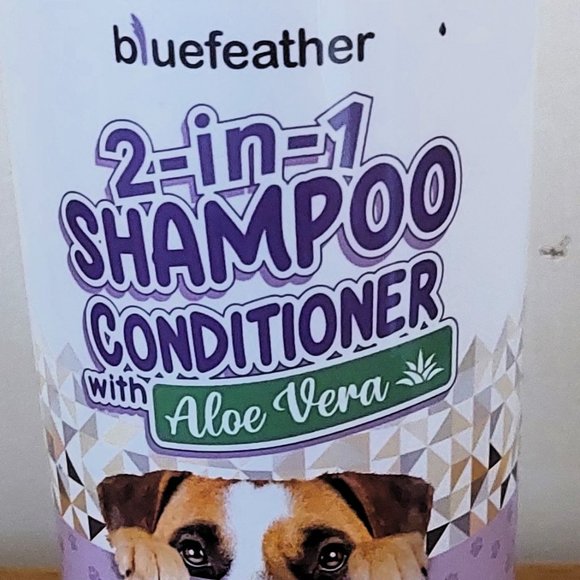 bluefeather
2-in-1
SHAMPOO
CONDITIONER
with Aloe Vera